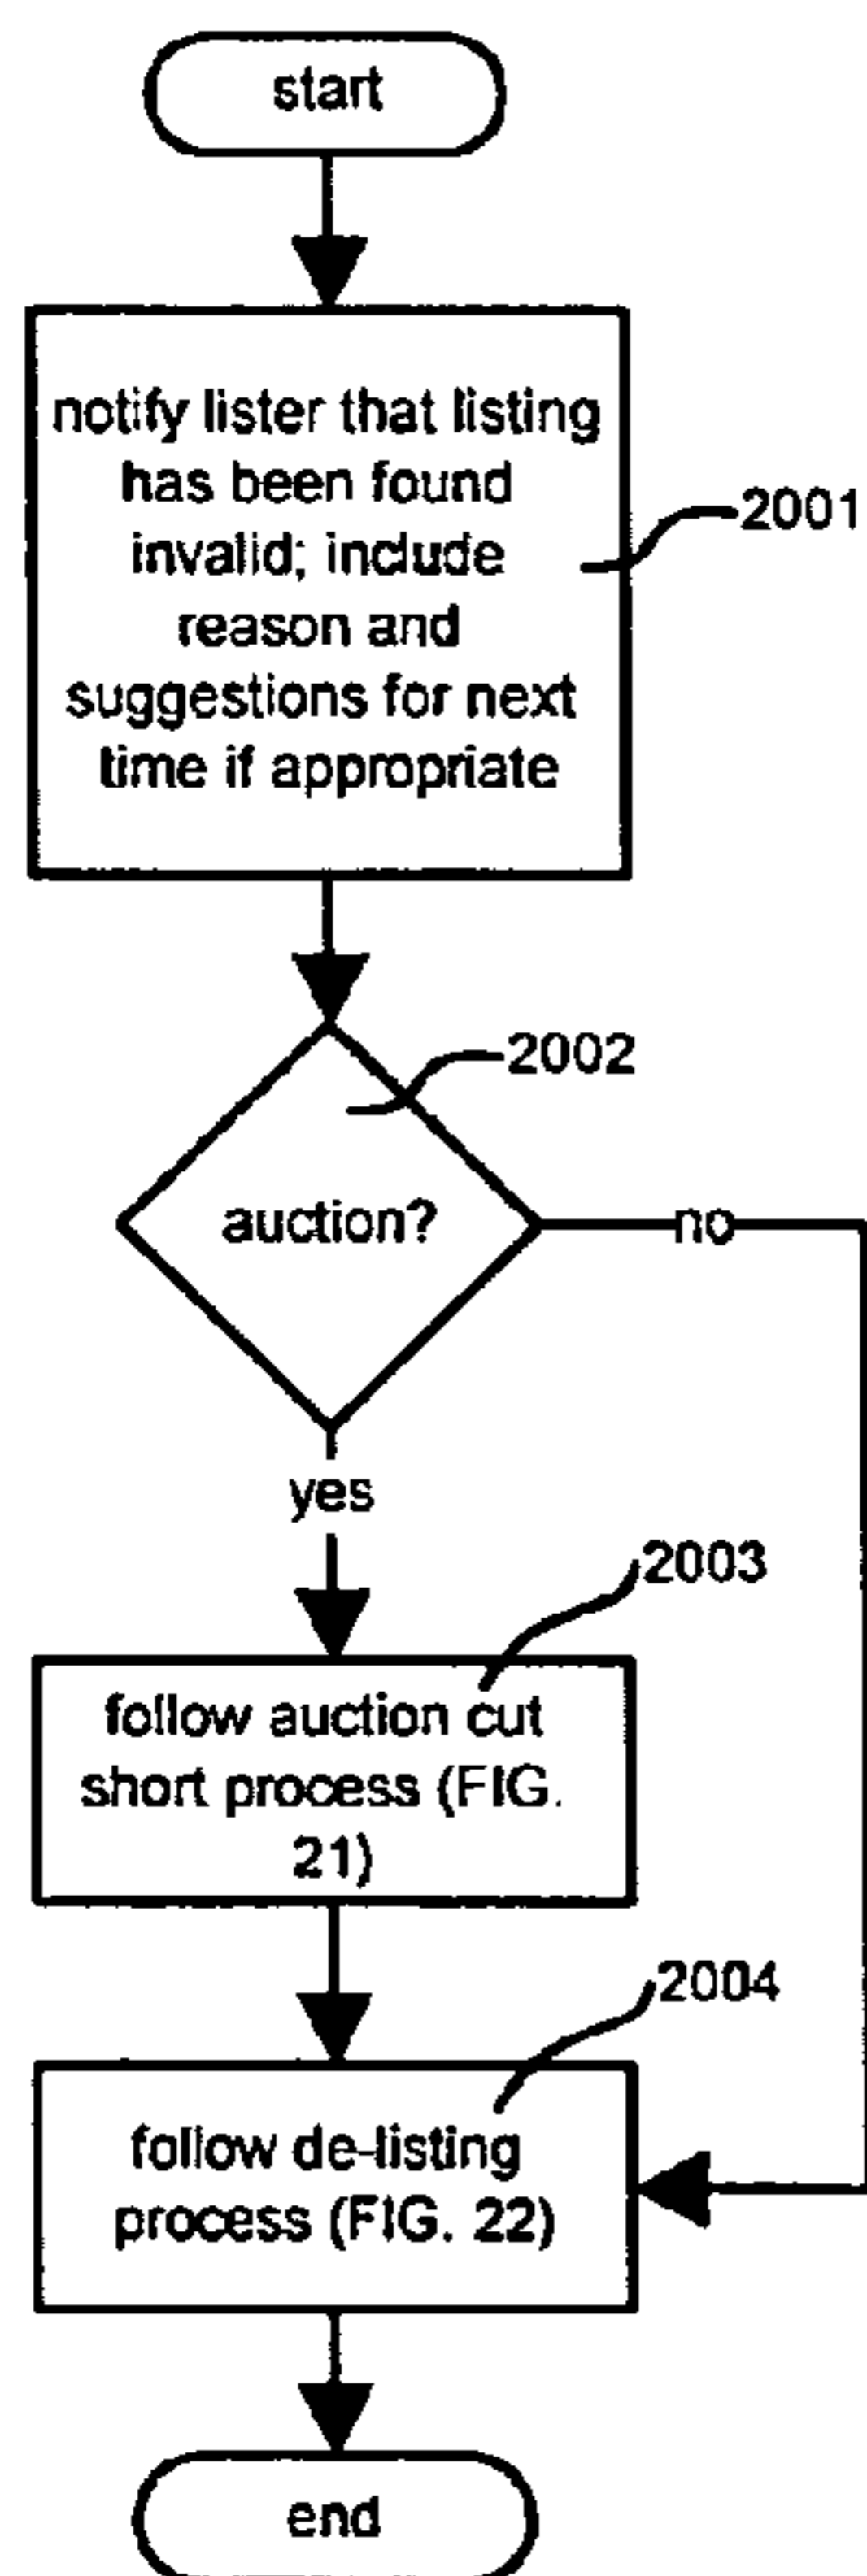 start
notify lister that listing
has been found
invalid; include
reason and
suggestions for next
time if appropriate
2001
2002
auction?
no
yes
2003
follow auction cut
short process (FIG.
21)
2004
follow de-listing
process (FIG. 22)
end